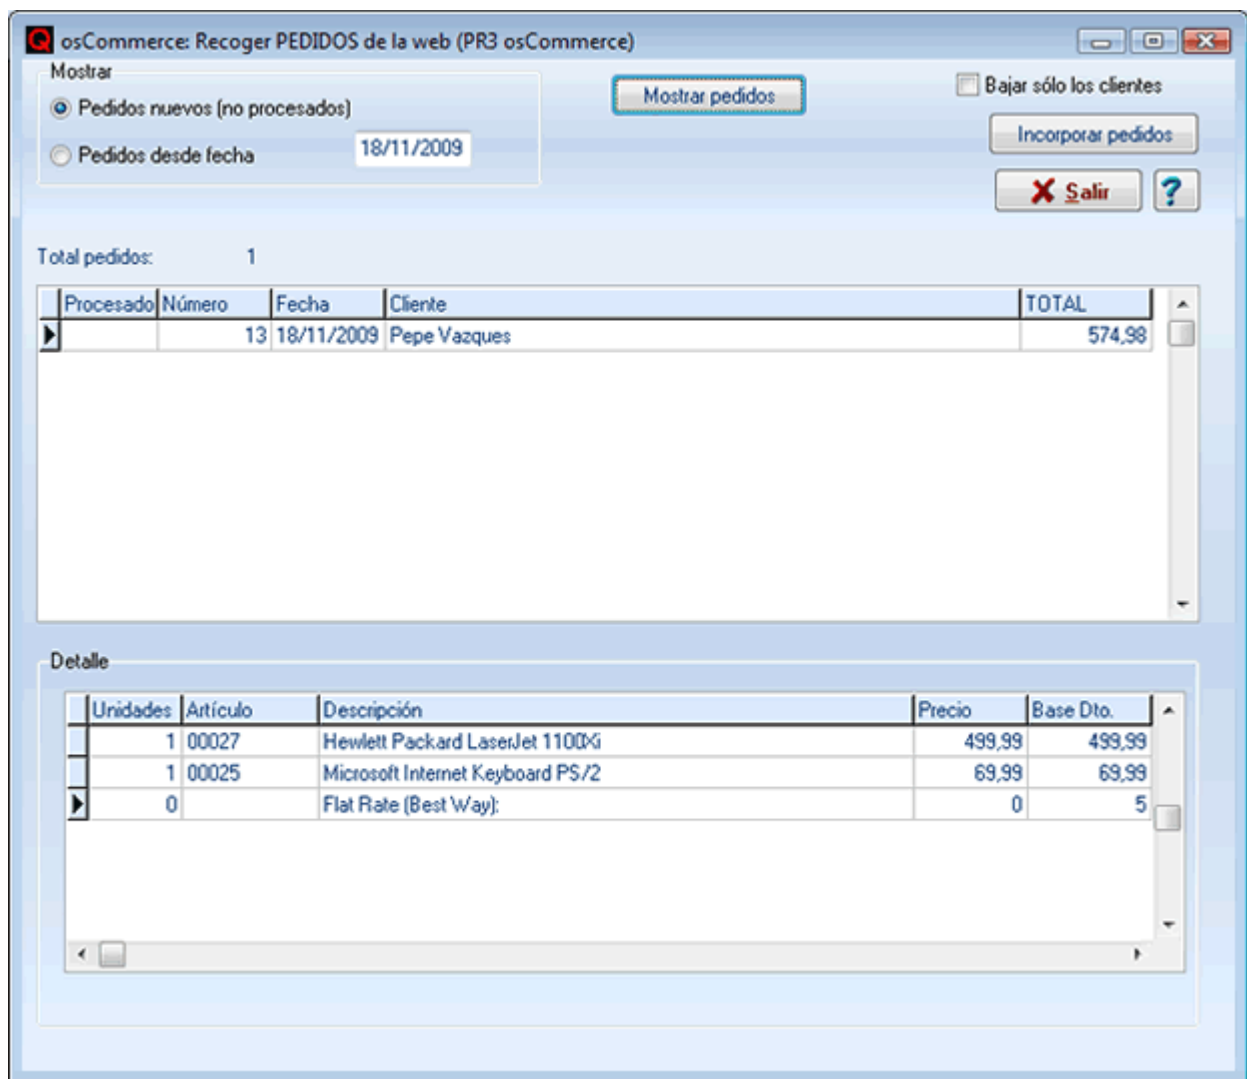 osCommerce: Recoger PEDIDOS de la web (PR3 osCommerce)
Mostrar
Pedidos nuevos (no procesados)
Pedidos desde fecha 18/11/2009
Mostrar pedidos
Bajar sólo los clientes
Incorporar pedidos
Salir ?
Total pedidos: 1
Procesado Número Fecha Cliente TOTAL
13 18/11/2009 Pepe Vazques 574,98
Detalle
Unidades Artículo Descripción Precio Base Dto.
1 00027 Hewlett Packard LaserJet 1100Xi 499,99 499,99
1 00025 Microsoft Internet Keyboard PS/2 69,99 69,99
0 Flat Rate (Best Way): 0 5